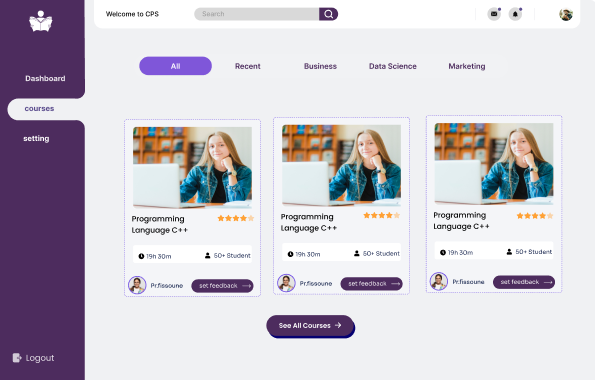 Welcome to CPS
Search
Dashboard
courses
setting
Logout
All
Recent
Business
Data Science
Marketing
Programming
Language C++
19h 30m
50+ Student
Pr.fissoune
set feedback
Programming
Language C++
19h 30m
50+ Student
Pr.fissoune
set feedback
Programming
Language C++
19h 30m
50+ Student
Pr.fissoune
set feedback
See All Courses